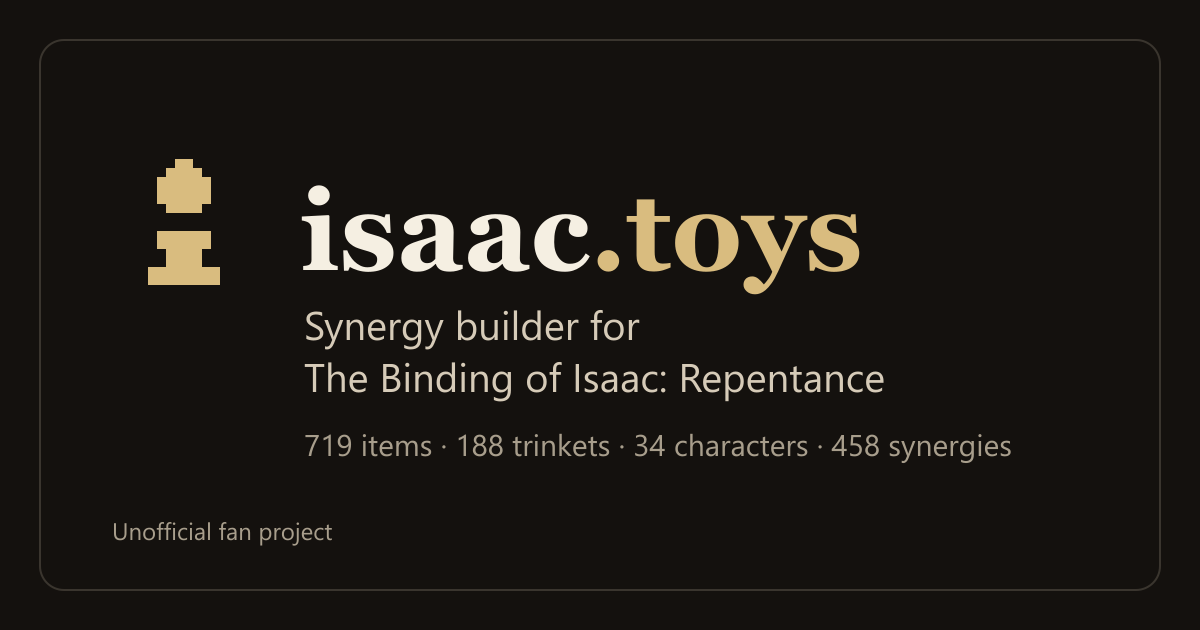 isaac.toys
Synergy builder for
The Binding of Isaac: Repentance
719 items · 188 trinkets · 34 characters · 458 synergies
Unofficial fan project